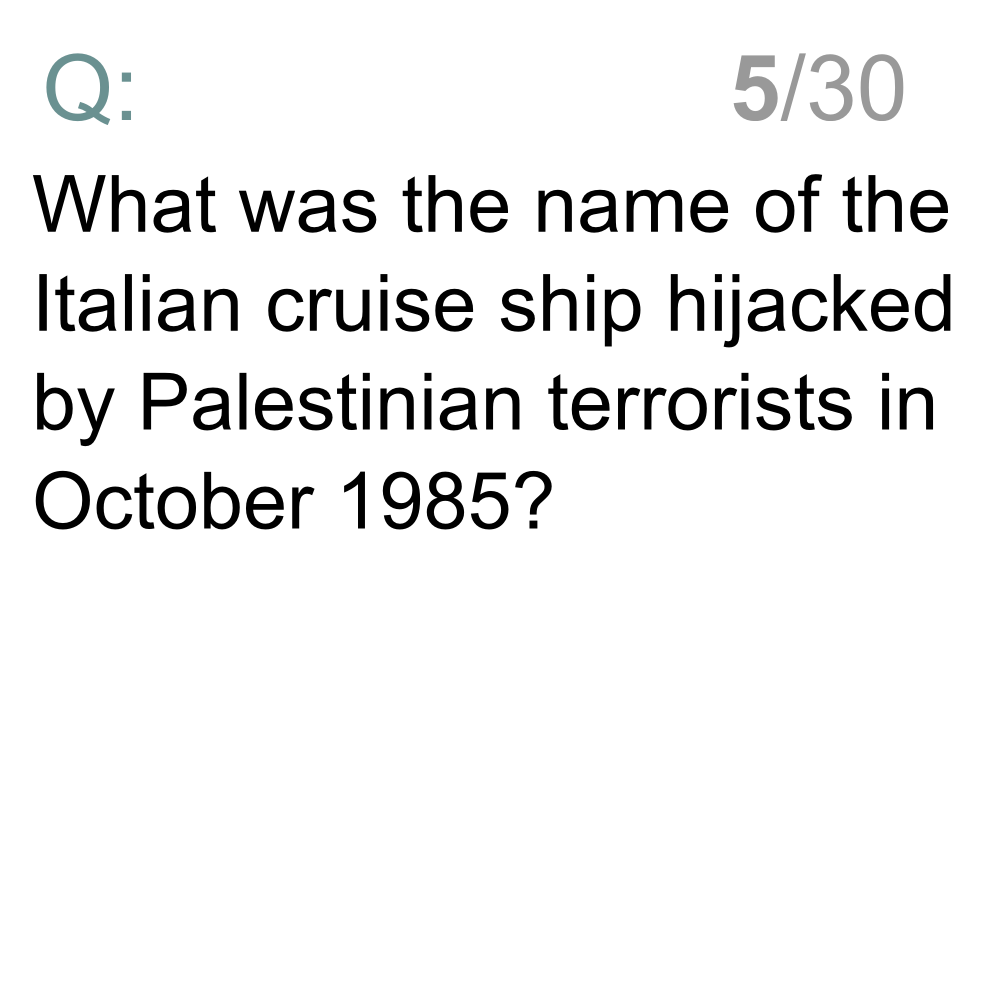 Q: 5/30
What was the name of the
Italian cruise ship hijacked
by Palestinian terrorists in
October 1985?